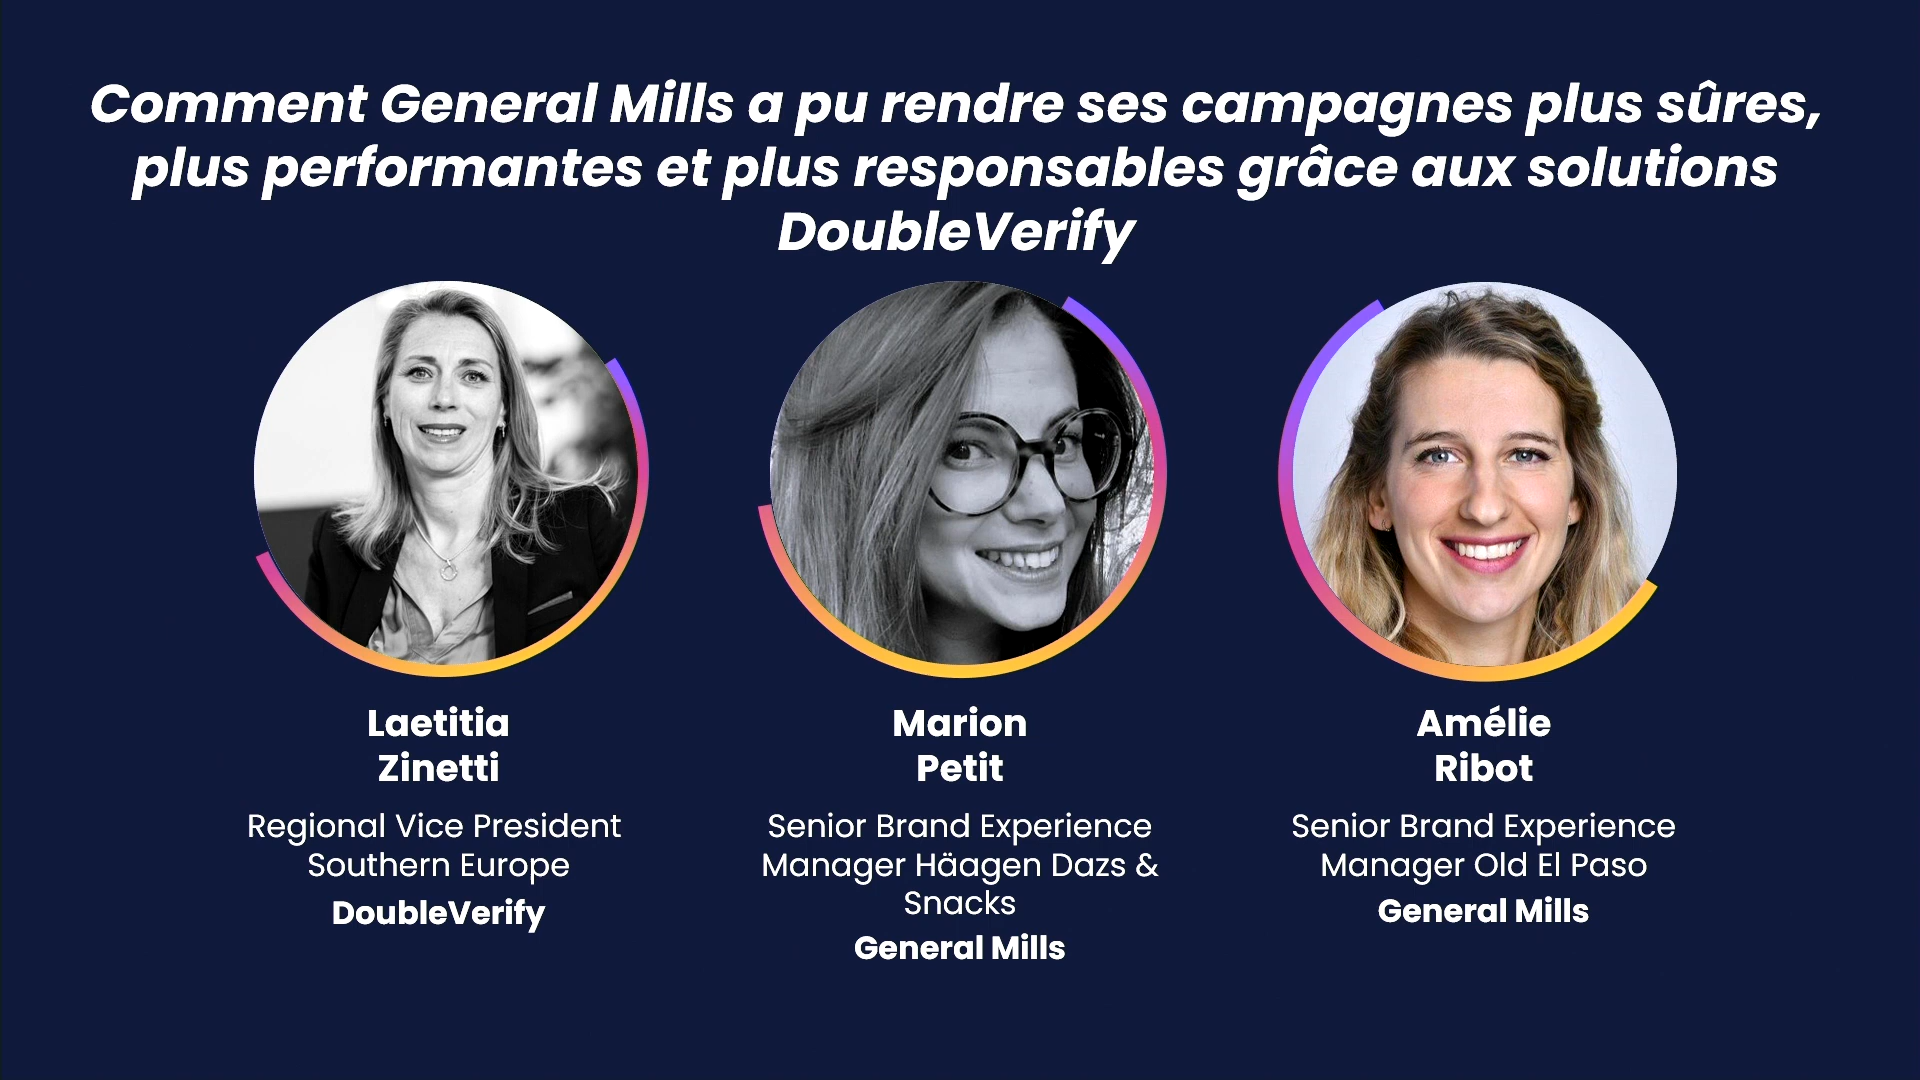 Comment General Mills a pu rendre ses campagnes plus sûres,
plus performantes et plus responsables grâce aux solutions
DoubleVerify
Laetitia
Zinetti
Regional Vice President
Southern Europe
DoubleVerify
Marion
Petit
Senior Brand Experience
Manager Häagen Dazs &
Snacks
General Mills
Amélie
Ribot
Senior Brand Experience
Manager Old El Paso
General Mills